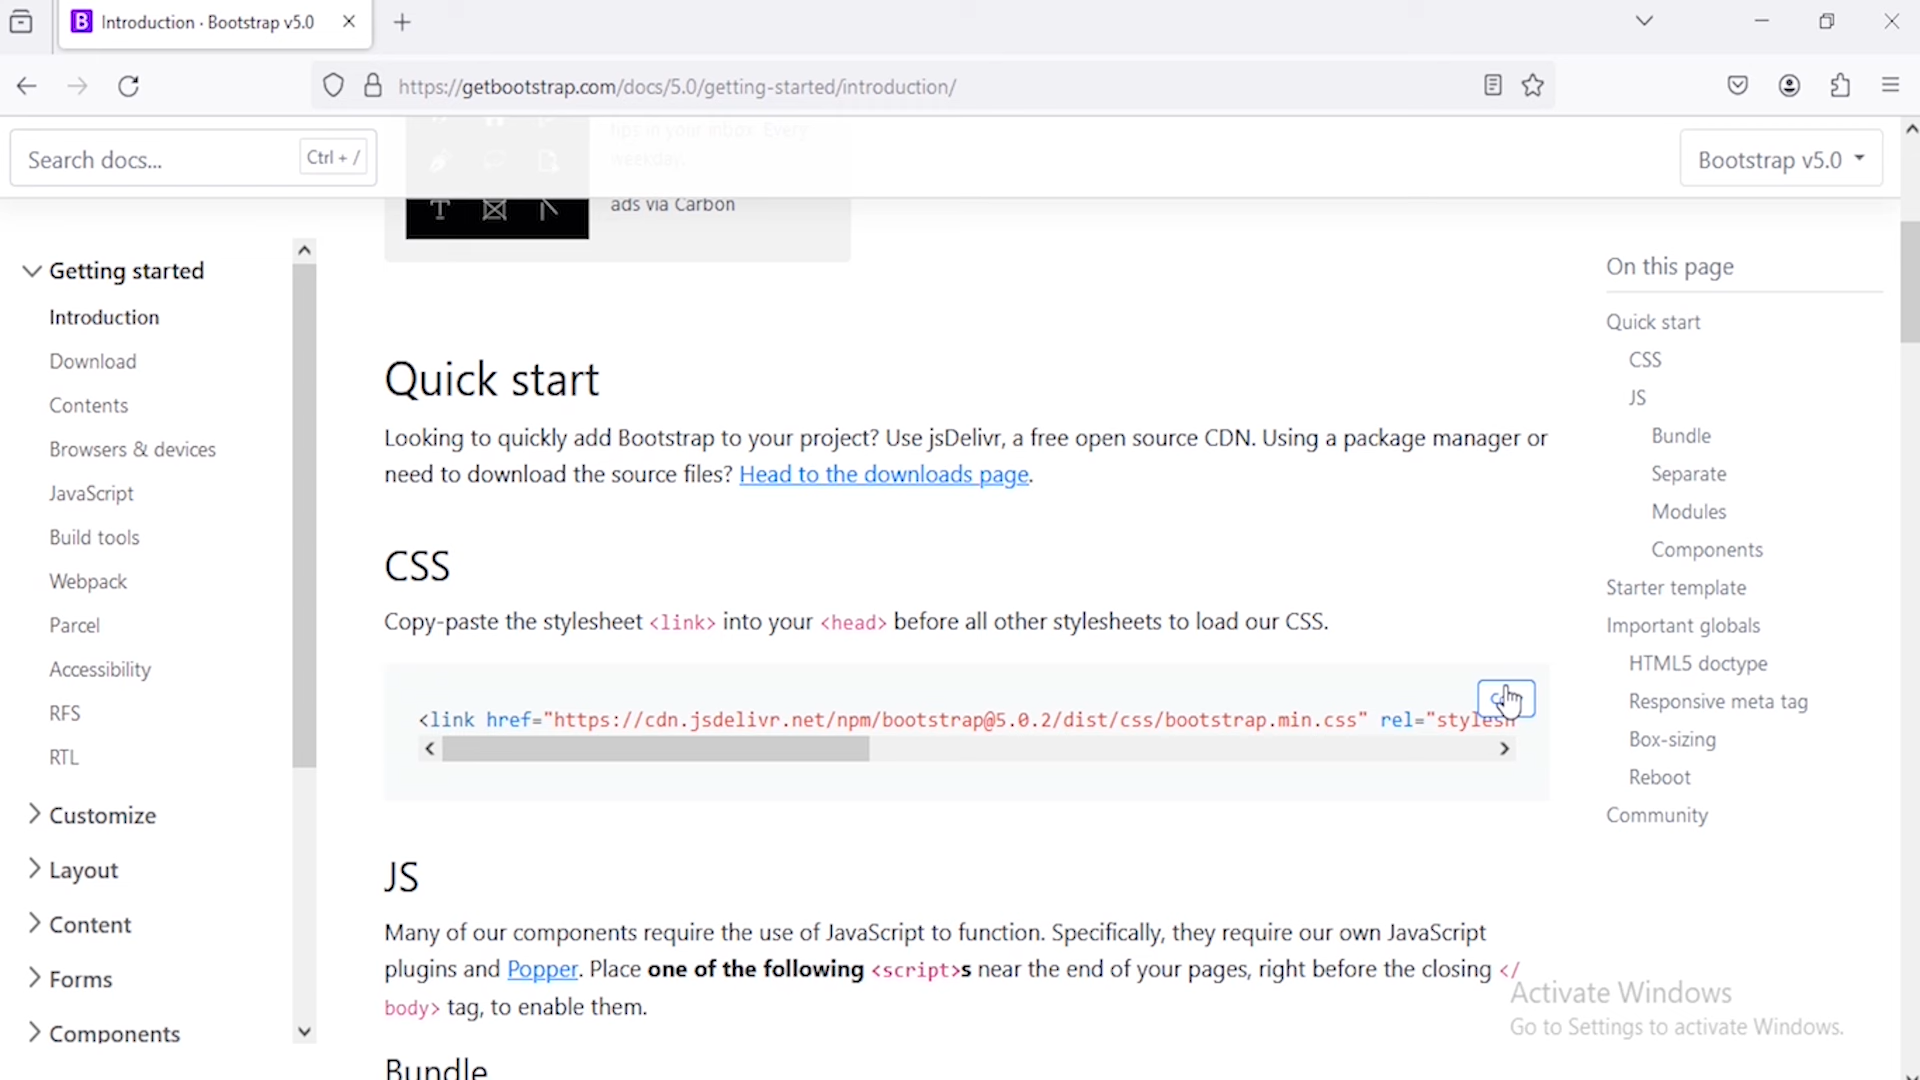 Introduction · Bootstrap v5.0
https://getbootstrap.com/docs/5.0/getting-started/introduction/
Search docs...
Ctrl + /
tips in your inbox. Every
weekday.
ads via Carbon
Bootstrap v5.0
Getting started
Introduction
Download
Contents
Browsers & devices
JavaScript
Build tools
Webpack
Parcel
Accessibility
RFS
RTL
Customize
Layout
Content
Forms
Components
Quick start
Looking to quickly add Bootstrap to your project? Use jsDelivr, a free open source CDN. Using a package manager or
need to download the source files? Head to the downloads page.
CSS
Copy-paste the stylesheet <link> into your <head> before all other stylesheets to load our CSS.
<link href="https://cdn.jsdelivr.net/npm/bootstrap@5.0.2/dist/css/bootstrap.min.css" rel="stylesh
JS
Many of our components require the use of JavaScript to function. Specifically, they require our own JavaScript
plugins and Popper. Place one of the following <script>s near the end of your pages, right before the closing </
body> tag, to enable them.
Bundle
On this page
Quick start
CSS
JS
Bundle
Separate
Modules
Components
Starter template
Important globals
HTML5 doctype
Responsive meta tag
Box-sizing
Reboot
Community
Activate Windows
Go to Settings to activate Windows.